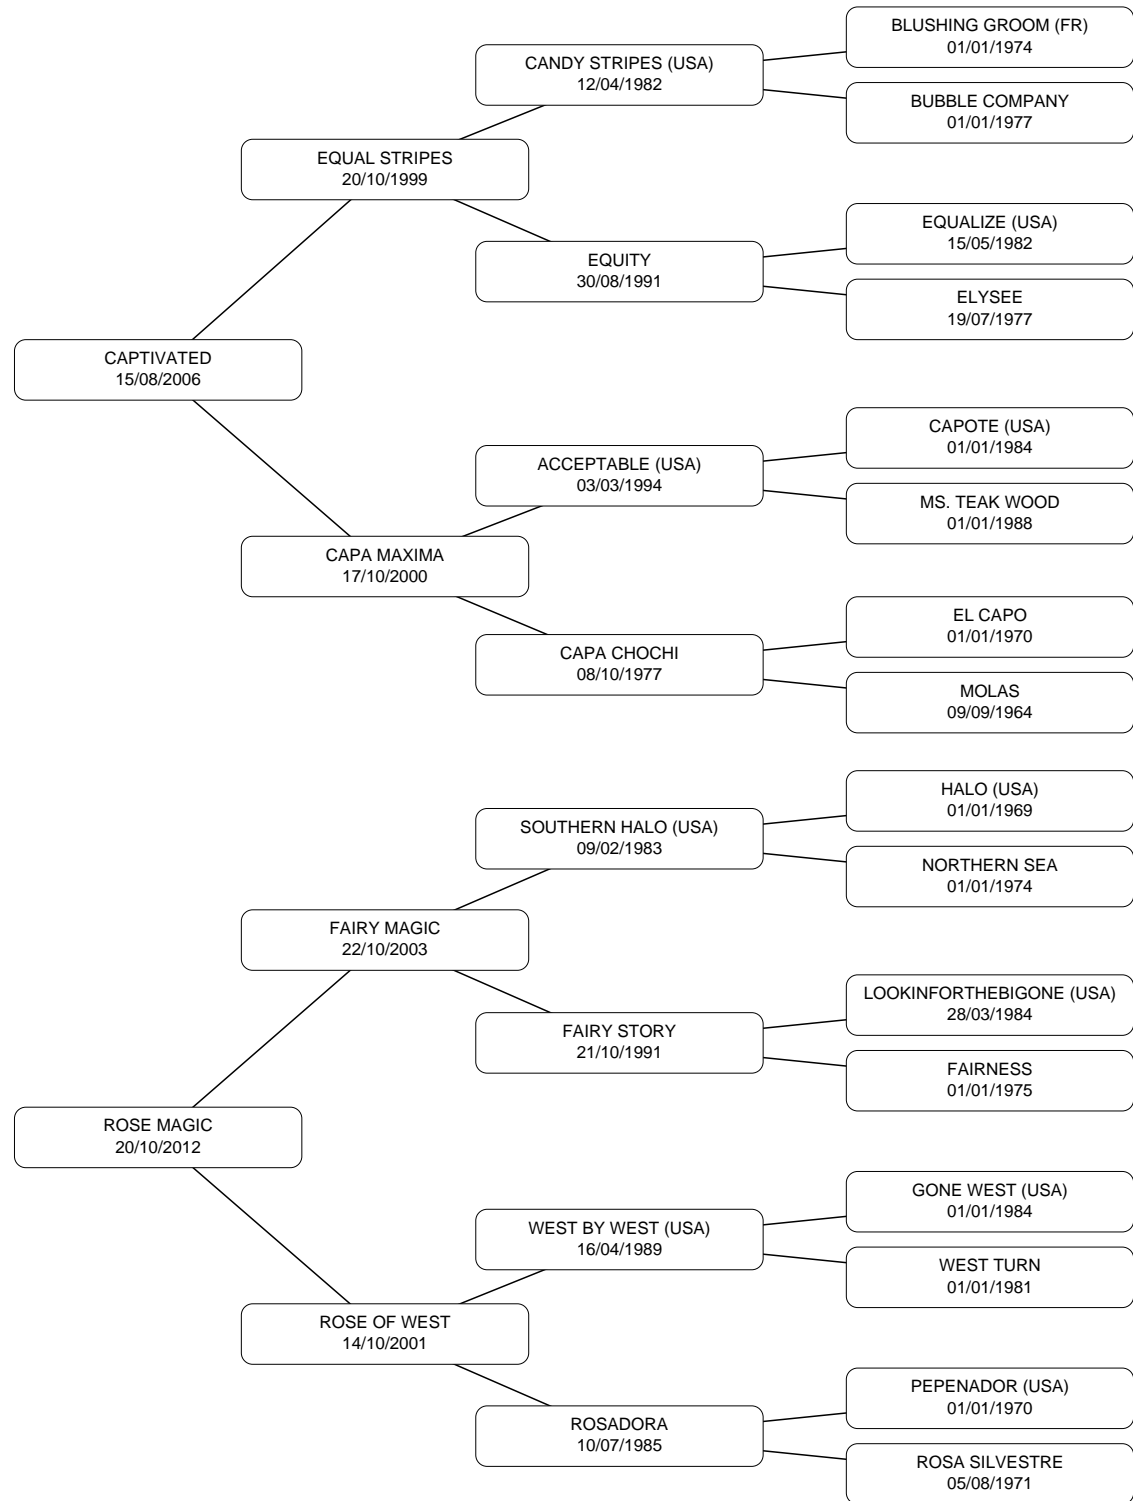 BLUSHING GROOM (FR)
01/01/1974
CANDY STRIPES (USA)
12/04/1982
BUBBLE COMPANY
01/01/1977
EQUAL STRIPES
20/10/1999
EQUALIZE (USA)
15/05/1982
EQUITY
30/08/1991
ELYSEE
19/07/1977
CAPTIVATED
15/08/2006
CAPOTE (USA)
01/01/1984
ACCEPTABLE (USA)
03/03/1994
MS. TEAK WOOD
01/01/1988
CAPA MAXIMA
17/10/2000
EL CAPO
01/01/1970
CAPA CHOCHI
08/10/1977
MOLAS
09/09/1964
HALO (USA)
01/01/1969
SOUTHERN HALO (USA)
09/02/1983
NORTHERN SEA
01/01/1974
FAIRY MAGIC
22/10/2003
LOOKINFORTHEBIGONE (USA)
28/03/1984
FAIRY STORY
21/10/1991
FAIRNESS
01/01/1975
ROSE MAGIC
20/10/2012
GONE WEST (USA)
01/01/1984
WEST BY WEST (USA)
16/04/1989
WEST TURN
01/01/1981
ROSE OF WEST
14/10/2001
PEPENADOR (USA)
01/01/1970
ROSADORA
10/07/1985
ROSA SILVESTRE
05/08/1971